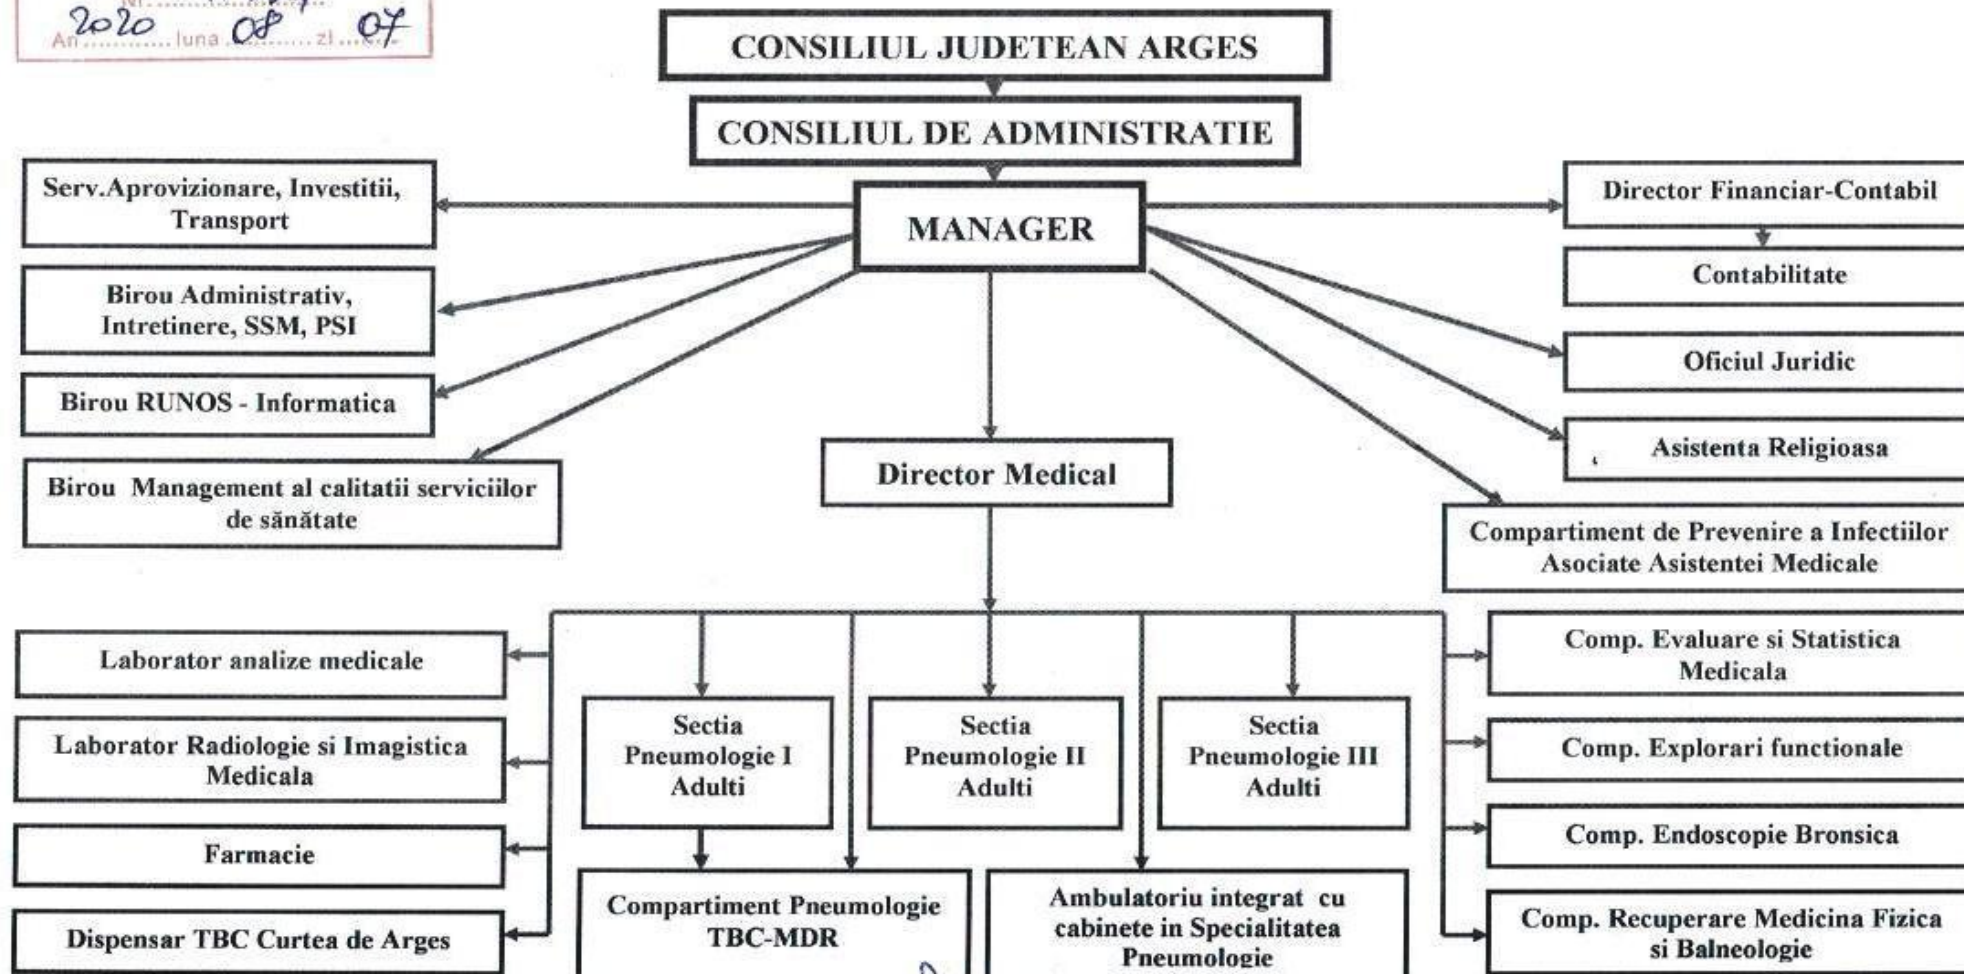 Nr.
An 2020 luna 08 zi 07
CONSILIUL JUDETEAN ARGES
CONSILIUL DE ADMINISTRATIE
MANAGER
Serv.Aprovizionare, Investitii,
Transport
Birou Administrativ,
Intretinere, SSM, PSI
Birou RUNOS - Informatica
Birou Management al calitatii serviciilor
de sănătate
Director Financiar-Contabil
Contabilitate
Oficiul Juridic
Asistenta Religioasa
Compartiment de Prevenire a Infectiilor
Asociate Asistentei Medicale
Director Medical
Laborator analize medicale
Laborator Radiologie si Imagistica
Medicala
Farmacie
Dispensar TBC Curtea de Arges
Sectia
Pneumologie I
Adulti
Sectia
Pneumologie II
Adulti
Sectia
Pneumologie III
Adulti
Compartiment Pneumologie
TBC-MDR
Ambulatoriu integrat cu
cabinete in Specialitatea
Pneumologie
Comp. Evaluare si Statistica
Medicala
Comp. Explorari functionale
Comp. Endoscopie Bronsica
Comp. Recuperare Medicina Fizica
si Balneologie